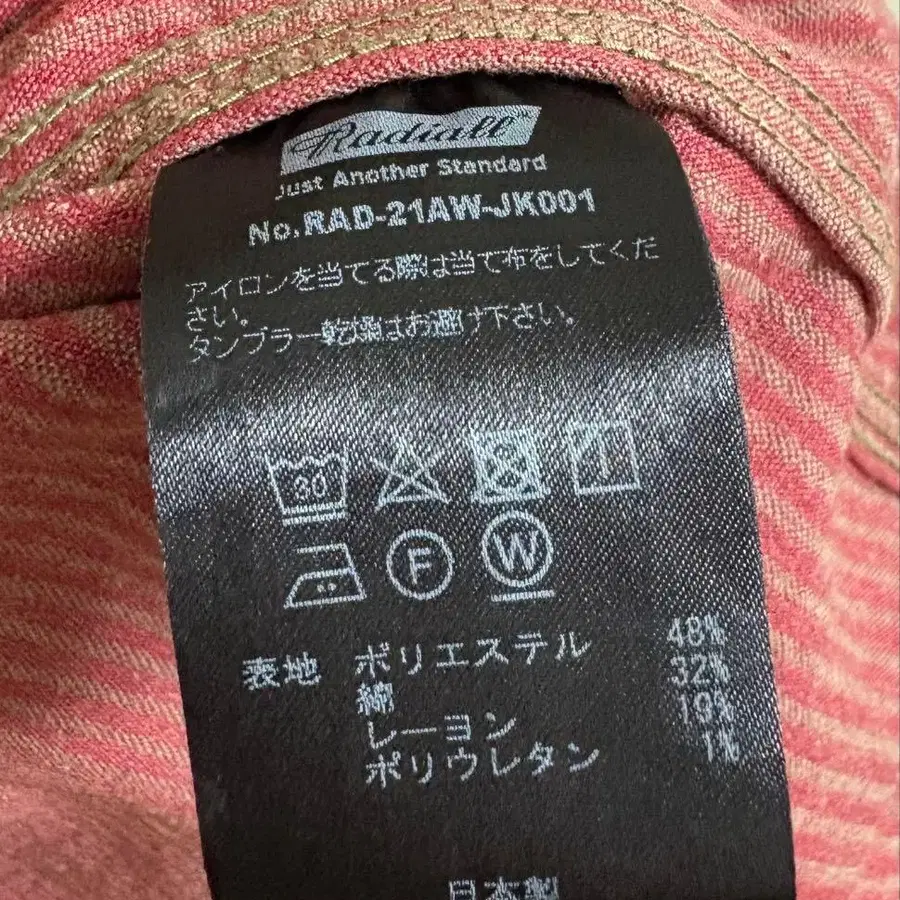 Radiall
Just Another Standard
No.RAD-21AW-JK001
アイロンを当てる際は当て布をしてくだ
さい。
タンブラー乾燥はお避け下さい。
30
F W
表地 ポリエステル 48%
綿 32%
レーヨン 19%
ポリウレタン 1%
日本製